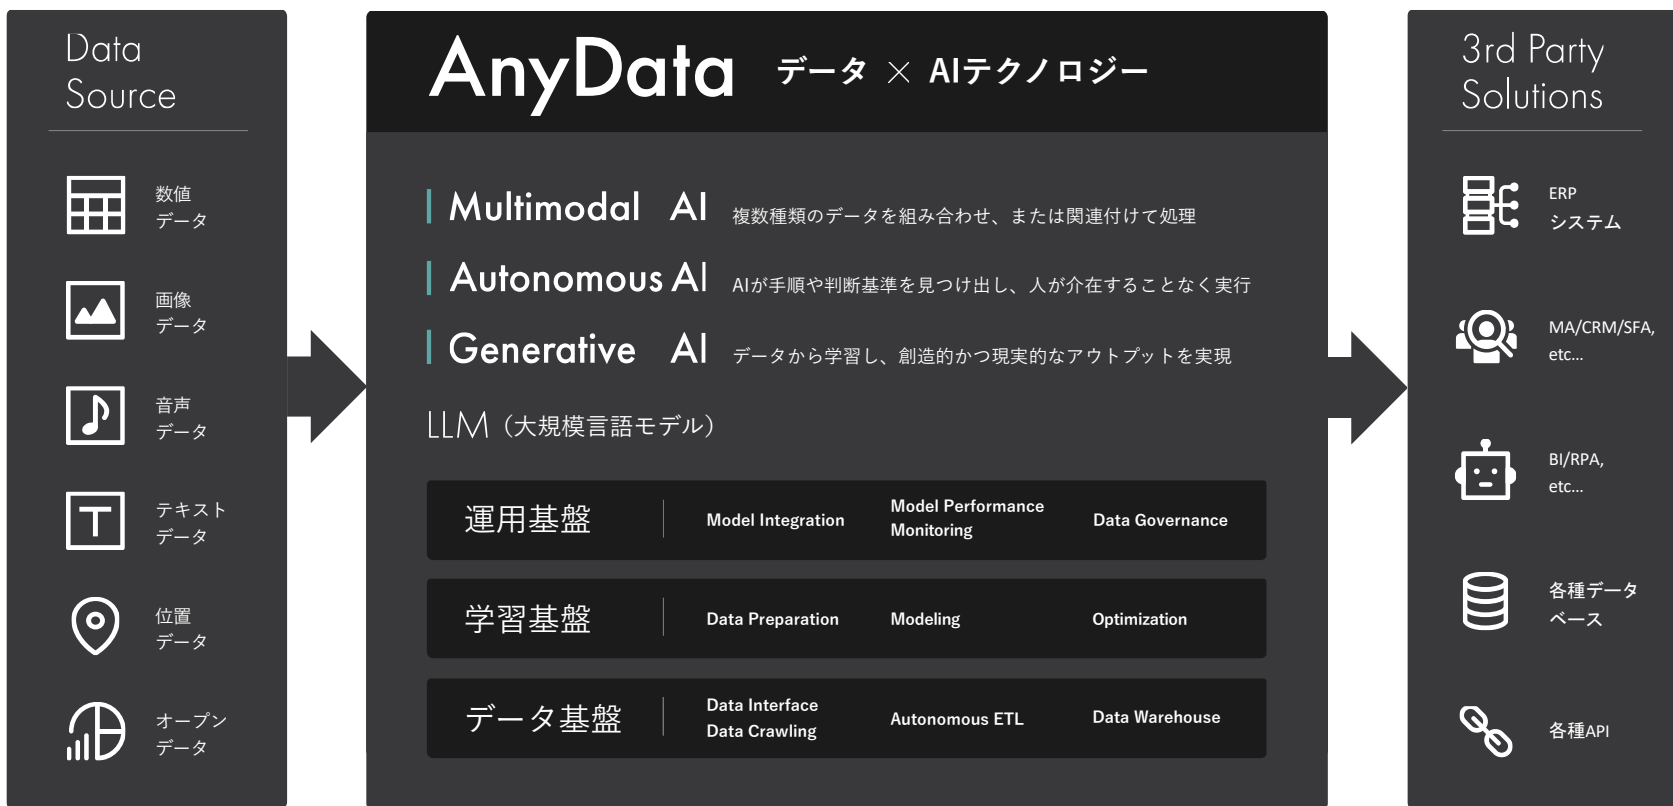 Data
Source
数値
データ
画像
データ
音声
データ
テキスト
データ
位置
データ
オープン
データ
AnyData データ × AIテクノロジー
Multimodal AI 複数種類のデータを組み合わせ、または関連付けて処理
Autonomous AI AIが手順や判断基準を見つけ出し、人が介在することなく実行
Generative AI データから学習し、創造的かつ現実的なアウトプットを実現
LLM（大規模言語モデル）
運用基盤
Model Integration
Model Performance
Monitoring
Data Governance
学習基盤
Data Preparation
Modeling
Optimization
データ基盤
Data Interface
Data Crawling
Autonomous ETL
Data Warehouse
3rd Party
Solutions
ERP
システム
MA/CRM/SFA,
etc...
BI/RPA,
etc...
各種データ
ベース
各種API